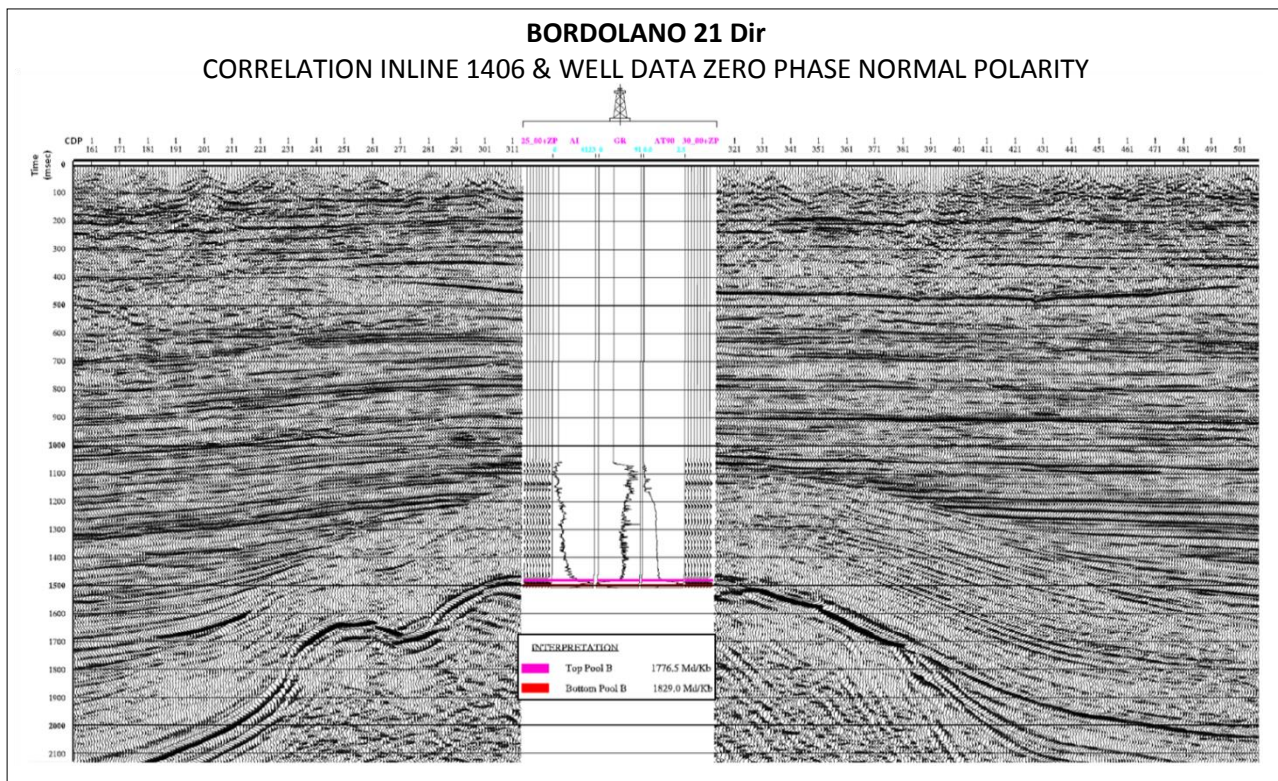 BORDOLANO 21 Dir
CORRELATION INLINE 1406 & WELL DATA ZERO PHASE NORMAL POLARITY
CDP 161 171 181 191 201 211 221 231 241 251 261 271 281 291 301 311 25_80rZP AI GR AT90 30_80rZP 321 331 341 351 361 371 381 391 401 411 421 431 441 451 461 471 481 491 501
Time
(msec)
0
100
200
300
400
500
600
700
800
900
1000
1100
1200
1300
1400
1500
1600
1700
1800
1900
2000
2100
INTERPRETATION
Top Pool B 1776,5 Md/Kb
Bottom Pool B 1829,0 Md/Kb